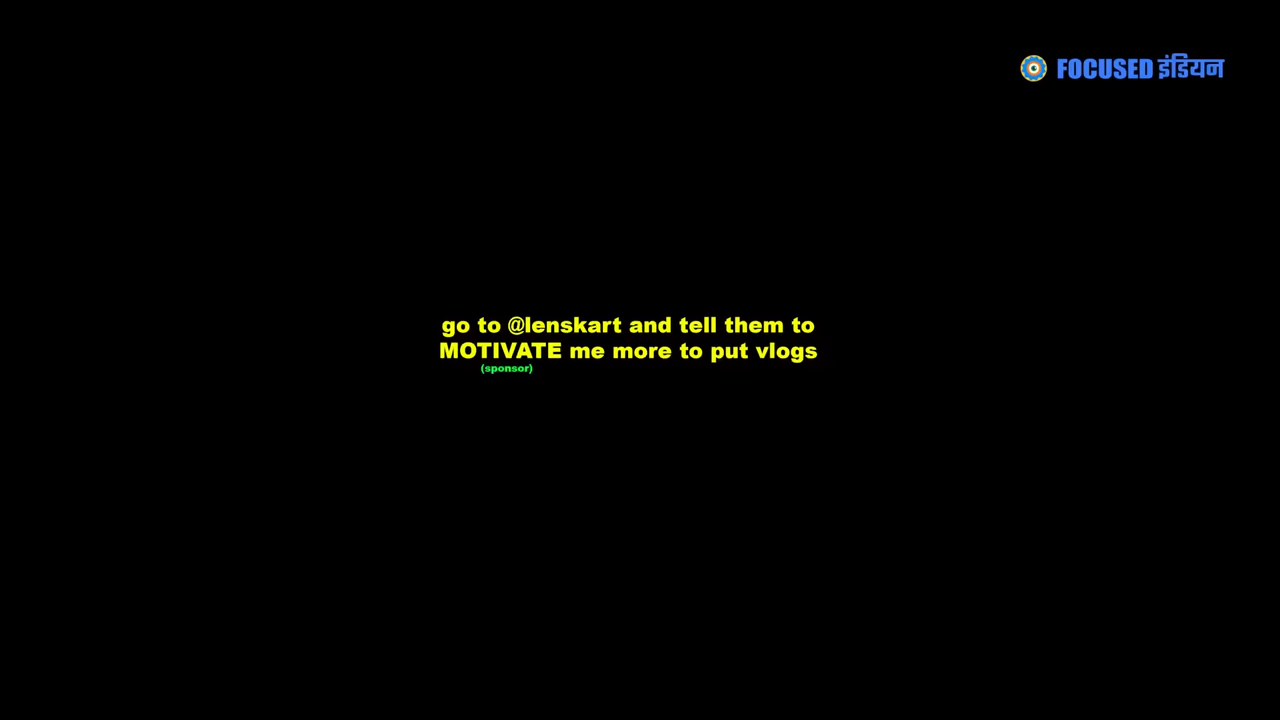 FOCUSED इंडियन
go to @lenskart and tell them to
MOTIVATE me more to put vlogs
(sponsor)